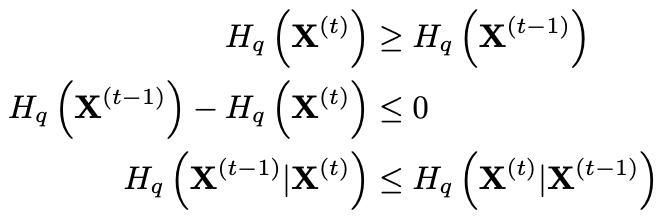 H_q (𝐗^(t)) ≥ H_q (𝐗^(t−1))
H_q (𝐗^(t−1)) − H_q (𝐗^(t)) ≤ 0
H_q (𝐗^(t−1)|𝐗^(t)) ≤ H_q (𝐗^(t)|𝐗^(t−1))